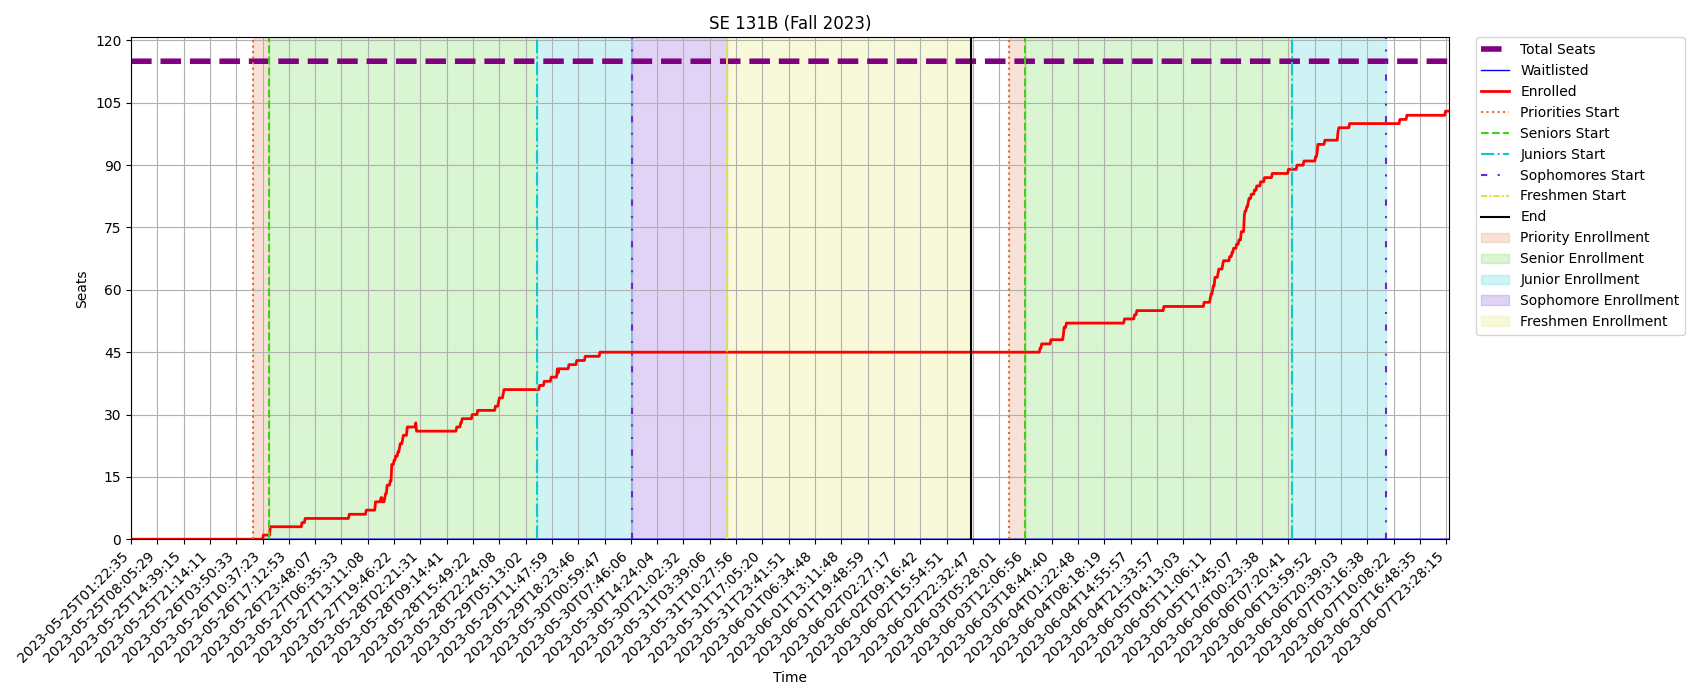 SE 131B (Fall 2023)
Seats
120
105
90
75
60
45
30
15
0
2023-05-25T01:22:35
2023-05-25T08:05:29
2023-05-25T14:39:15
2023-05-25T21:14:11
2023-05-26T03:50:33
2023-05-26T10:37:23
2023-05-26T17:12:53
2023-05-26T23:48:07
2023-05-27T06:35:33
2023-05-27T13:11:08
2023-05-27T19:46:22
2023-05-28T02:21:31
2023-05-28T09:14:41
2023-05-28T15:49:22
2023-05-28T22:24:08
2023-05-29T05:13:02
2023-05-29T11:47:59
2023-05-29T18:23:46
2023-05-30T00:59:47
2023-05-30T07:46:06
2023-05-30T14:24:04
2023-05-30T21:02:32
2023-05-31T03:39:06
2023-05-31T10:27:56
2023-05-31T17:05:20
2023-05-31T23:41:51
2023-06-01T06:34:48
2023-06-01T13:11:48
2023-06-01T19:48:59
2023-06-02T02:27:17
2023-06-02T09:16:42
2023-06-02T15:54:51
2023-06-02T22:32:47
2023-06-03T05:28:01
2023-06-03T12:06:56
2023-06-03T18:44:40
2023-06-04T01:22:48
2023-06-04T08:18:19
2023-06-04T14:55:57
2023-06-04T21:33:57
2023-06-05T04:13:03
2023-06-05T11:06:11
2023-06-05T17:45:07
2023-06-06T00:23:38
2023-06-06T07:20:41
2023-06-06T13:59:52
2023-06-06T20:39:03
2023-06-07T03:16:38
2023-06-07T10:08:22
2023-06-07T16:48:35
2023-06-07T23:28:15
Time
Total Seats
Waitlisted
Enrolled
Priorities Start
Seniors Start
Juniors Start
Sophomores Start
Freshmen Start
End
Priority Enrollment
Senior Enrollment
Junior Enrollment
Sophomore Enrollment
Freshmen Enrollment